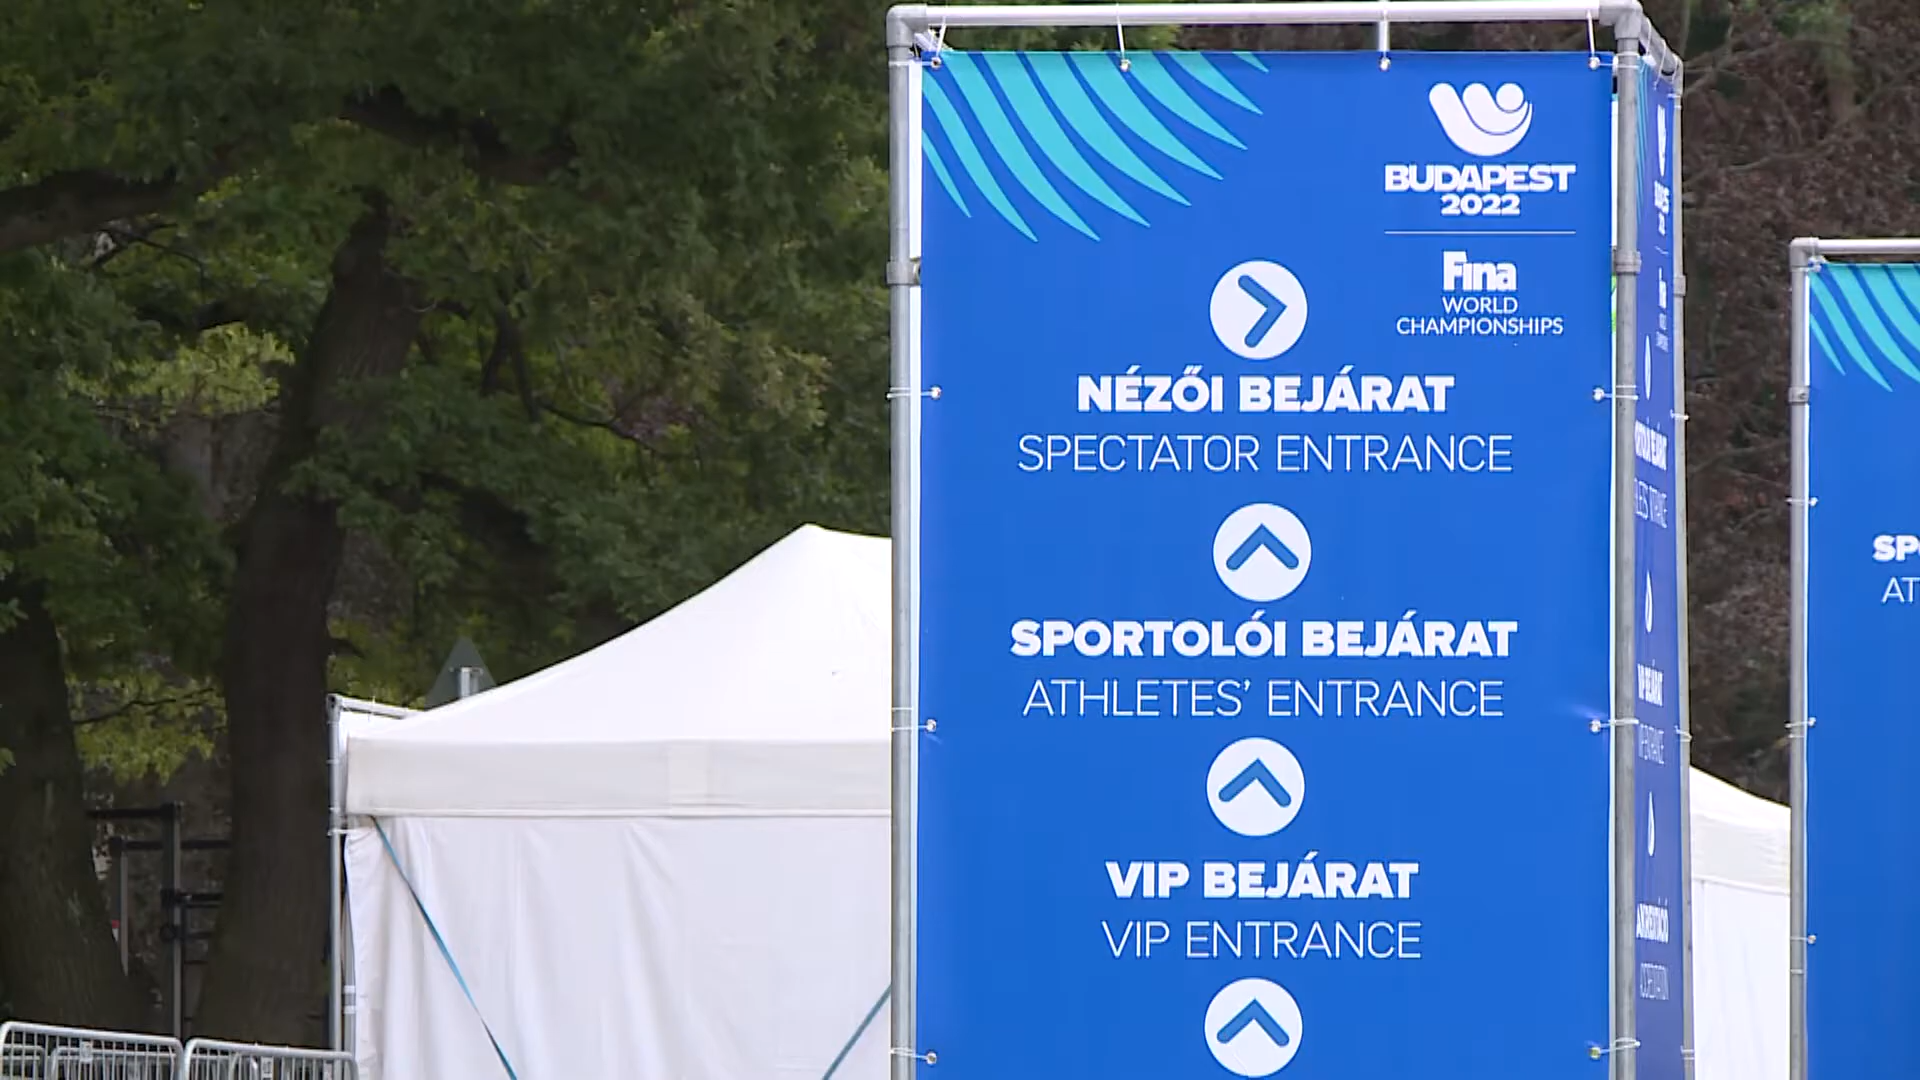 BUDAPEST
2022
Fina
WORLD
CHAMPIONSHIPS
NÉZŐI BEJÁRAT
SPECTATOR ENTRANCE
SPORTOLÓI BEJÁRAT
ATHLETES’ ENTRANCE
VIP BEJÁRAT
VIP ENTRANCE